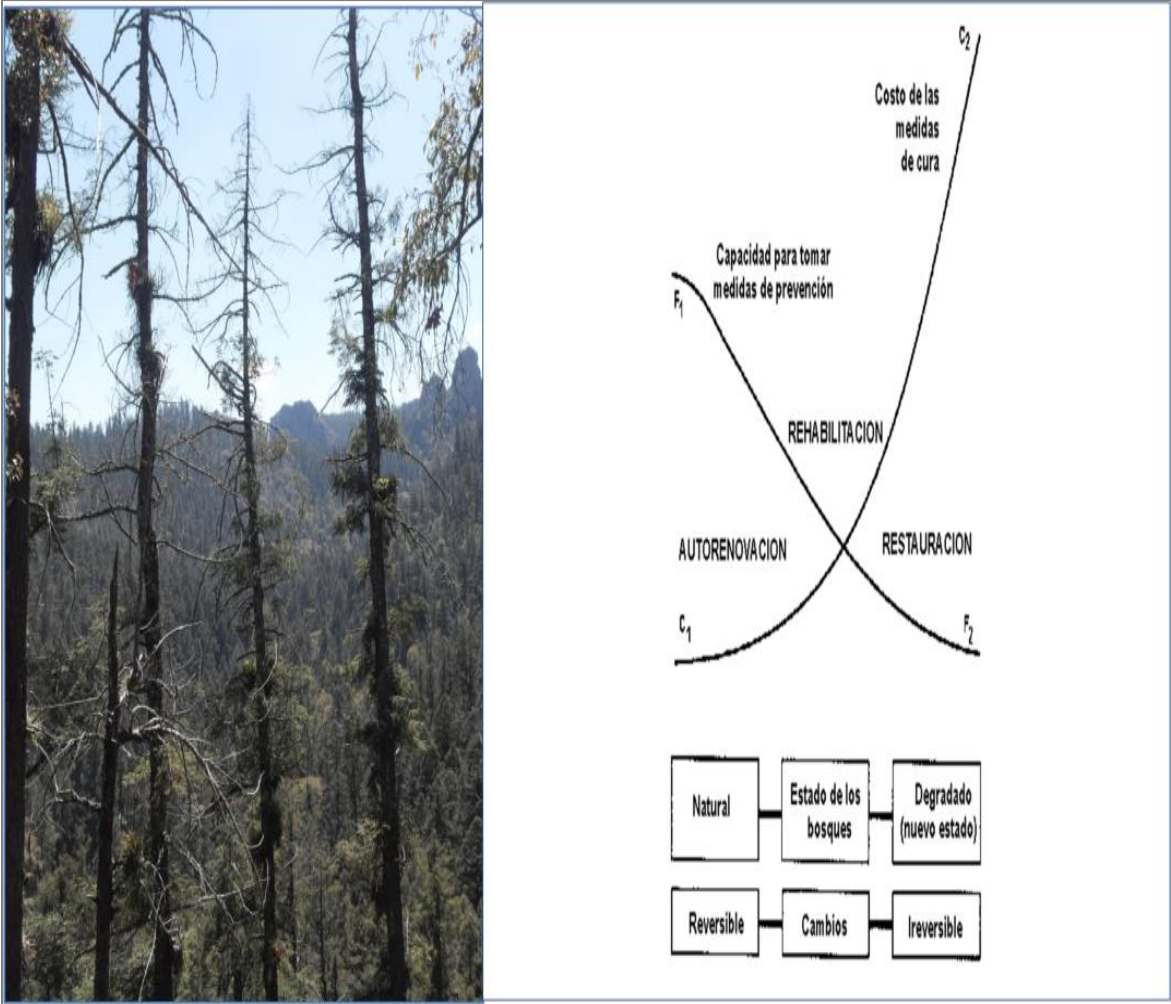 C2
Costo de las
medidas
de cura
Capacidad para tomar
medidas de prevención
F1
REHABILITACION
AUTORENOVACION
RESTAURACION
C1
F2
Natural
Estado de los
bosques
Degradado
(nuevo estado)
Reversible
Cambios
Ireversible